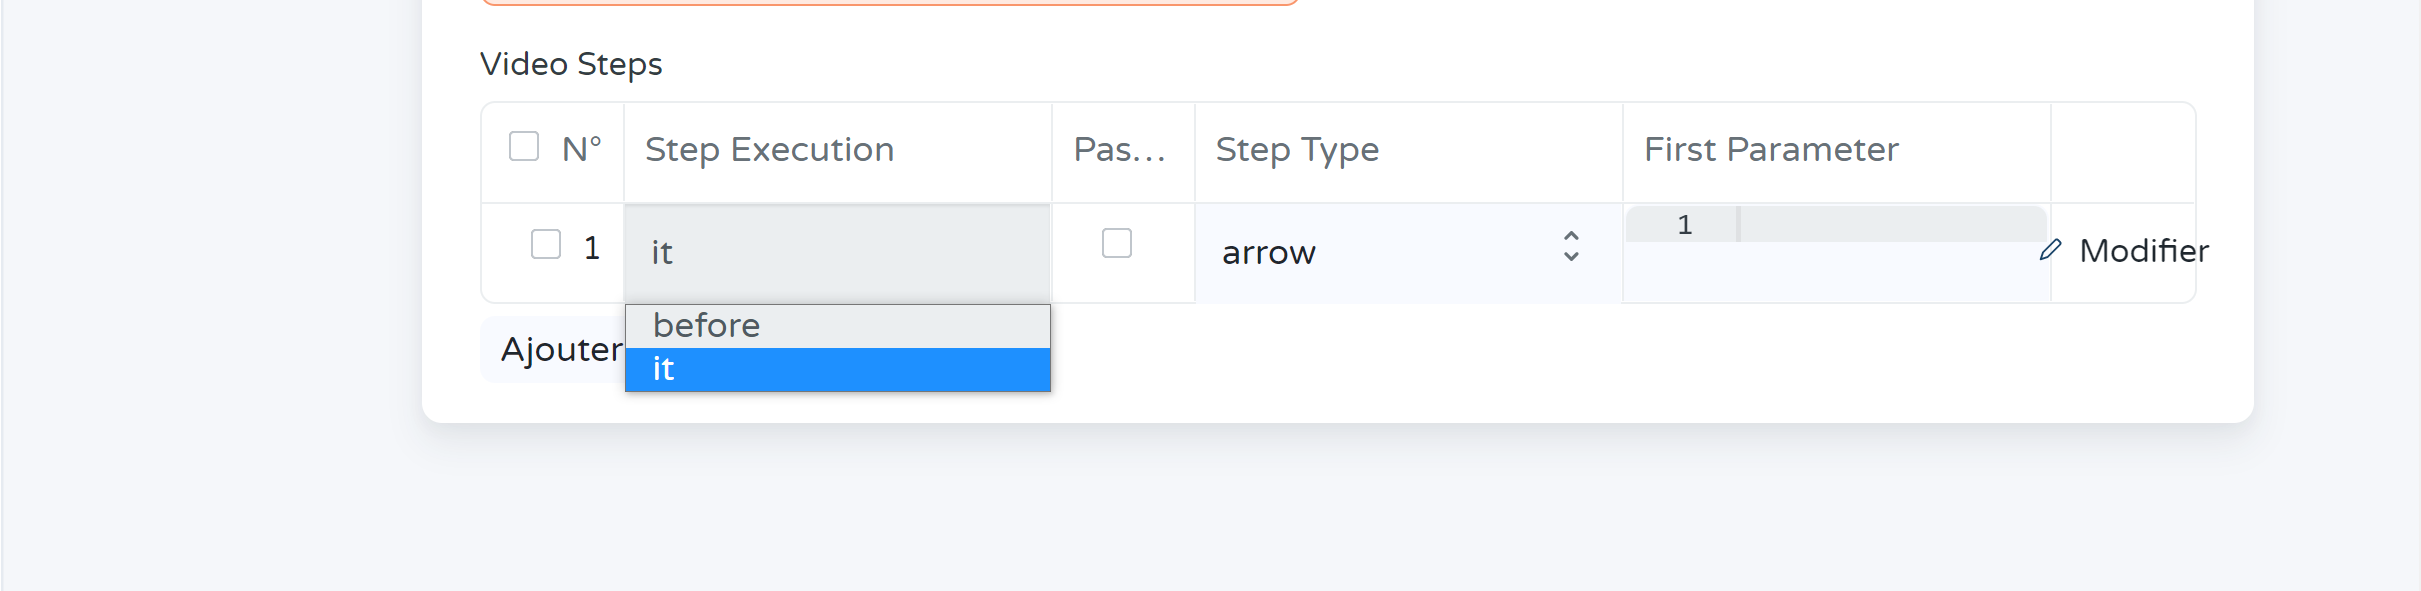 Video Steps
N° Step Execution Pas... Step Type First Parameter
1 it arrow 1 Modifier
before
it
Ajouter